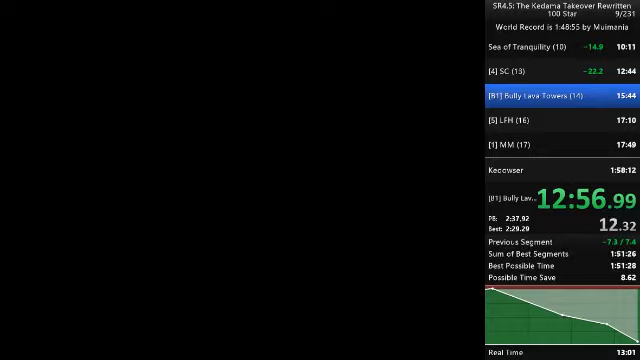 SR4.5: The Kedama Takeover Rewritten
100 Star 9/231
World Record is 1:48:55 by Muimania
Sea of Tranquility (10) −14.9 10:11
[4] SC (13) −22.2 12:44
[B1] Bully Lava Towers (14) 15:44
[5] LFH (16) 17:10
[1] MM (17) 17:49
Kecowser 1:58:12
[B1] Bully Lav... 12:56.99
PB: 2:37.92 12.32
Best: 2:29.29
Previous Segment −7.3 / 7.4
Sum of Best Segments 1:51:26
Best Possible Time 1:51:28
Possible Time Save 8.62
Real Time 13:01